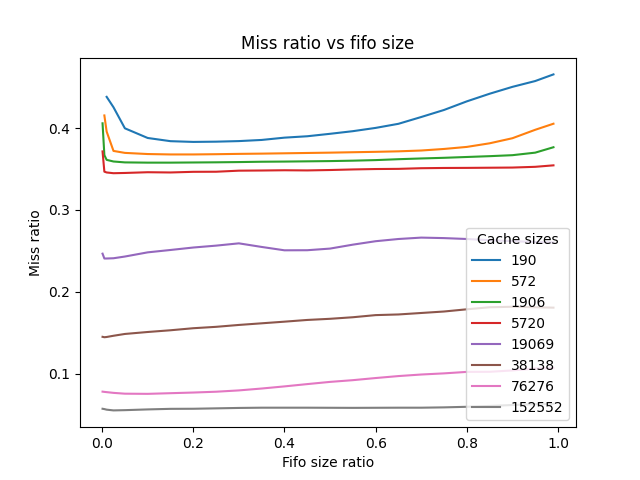 Miss ratio vs fifo size
Miss ratio
0.4
0.3
0.2
0.1
0.0 0.2 0.4 0.6 0.8 1.0
Fifo size ratio
Cache sizes
190
572
1906
5720
19069
38138
76276
152552